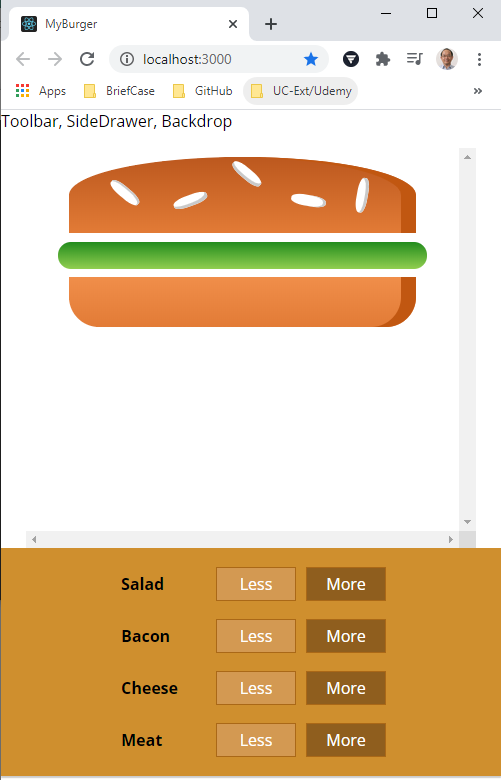 MyBurger
localhost:3000
Apps BriefCase GitHub UC-Ext/Udemy »
Toolbar, SideDrawer, Backdrop
Salad Less More
Bacon Less More
Cheese Less More
Meat Less More